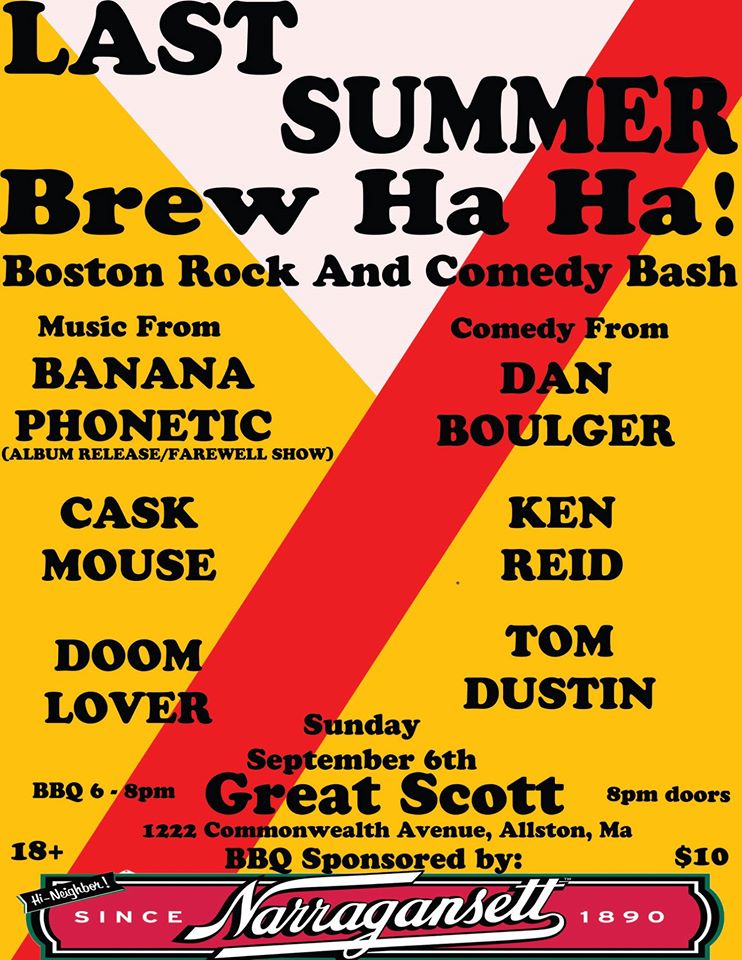 LAST
SUMMER
Brew Ha Ha!
Boston Rock And Comedy Bash
Music From
BANANA
PHONETIC
(ALBUM RELEASE/FAREWELL SHOW)
CASK
MOUSE
DOOM
LOVER
Comedy From
DAN
BOULGER
KEN
REID
TOM
DUSTIN
Sunday
September 6th
BBQ 6 - 8pm
Great Scott
8pm doors
1222 Commonwealth Avenue, Allston, Ma
18+
BBQ Sponsored by:
$10
Hi-Neighbor!
SINCE Narragansett™ 1890